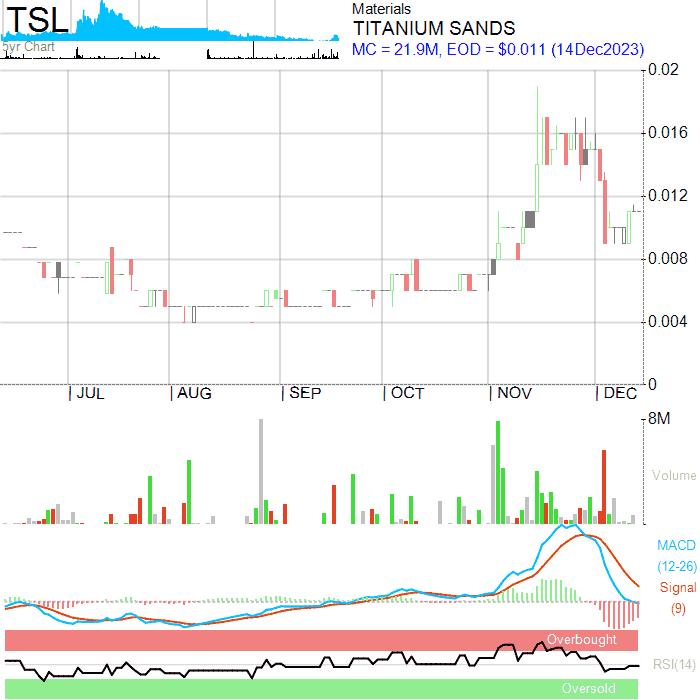 TSL
5yr Chart
Materials
TITANIUM SANDS
MC = 21.9M, EOD = $0.011 (14Dec2023)
0.02
0.016
0.012
0.008
0.004
0
JUL AUG SEP OCT NOV DEC
8M
Volume
MACD
(12-26)
Signal
(9)
Overbought
RSI(14)
Oversold